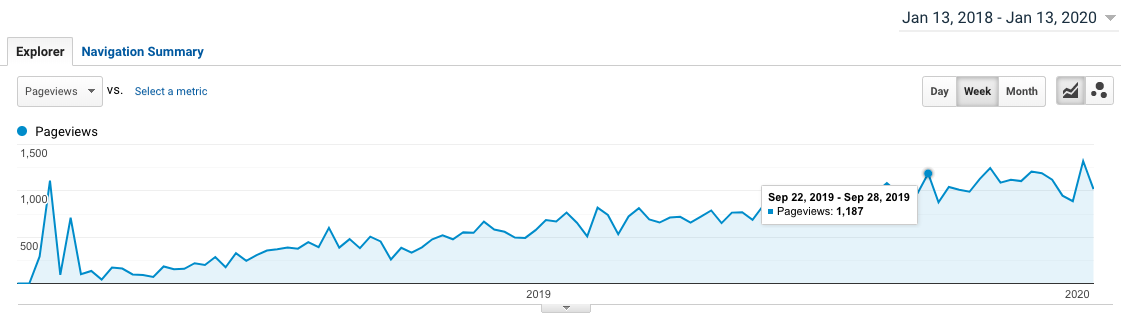 Jan 13, 2018 - Jan 13, 2020
Explorer Navigation Summary
Pageviews vs. Select a metric Day Week Month
Pageviews
1,500
1,000
500
Sep 22, 2019 - Sep 28, 2019
Pageviews: 1,187
2019 2020